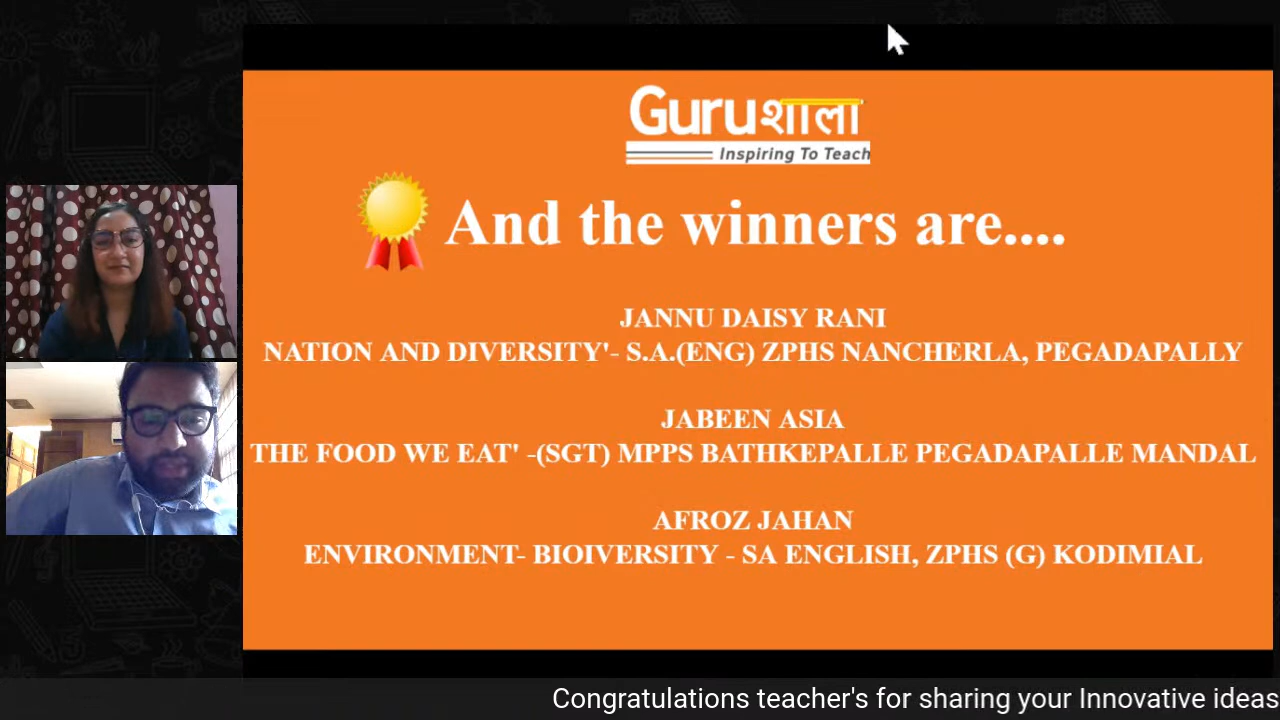 Guruशाला
Inspiring To Teach
And the winners are....
JANNU DAISY RANI
NATION AND DIVERSITY'- S.A.(ENG) ZPHS NANCHERLA, PEGADAPALLY
JABEEN ASIA
THE FOOD WE EAT' -(SGT) MPPS BATHKEPALLE PEGADAPALLE MANDAL
AFROZ JAHAN
ENVIRONMENT- BIOIVERSITY - SA ENGLISH, ZPHS (G) KODIMIAL
Congratulations teacher's for sharing your Innovative ideas